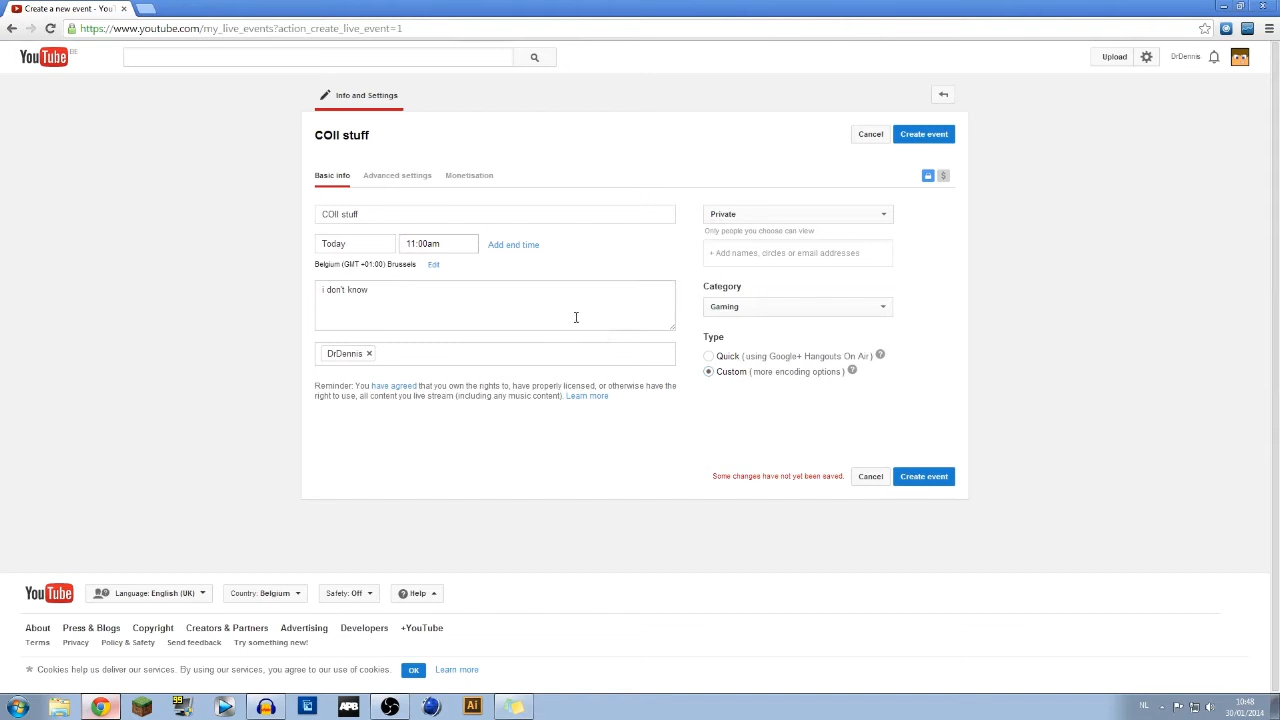 Create a new event - You
https://www.youtube.com/my_live_events?action_create_live_event=1
YouTube BE
Upload
DrDennis
Info and Settings
COII stuff
Cancel
Create event
Basic info
Advanced settings
Monetisation
$
COII stuff
Private
Only people you choose can view
Today
11:00am
Add end time
+ Add names, circles or email addresses
Belgium (GMT +01:00) Brussels
Edit
i don't know
Category
Gaming
Type
Quick (using Google+ Hangouts On Air) ?
Custom (more encoding options) ?
DrDennis ×
Reminder: You have agreed that you own the rights to, have properly licensed, or otherwise have the
right to use, all content you live stream (including any music content). Learn more
Some changes have not yet been saved.
Cancel
Create event
YouTube
Language: English (UK)
Country: Belgium
Safety: Off
Help
About
Press & Blogs
Copyright
Creators & Partners
Advertising
Developers
+YouTube
Terms
Privacy
Policy & Safety
Send feedback
Try something new!
Cookies help us deliver our services. By using our services, you agree to our use of cookies.
OK
Learn more
99
APB
Ai
NL
10:48
30/01/2014